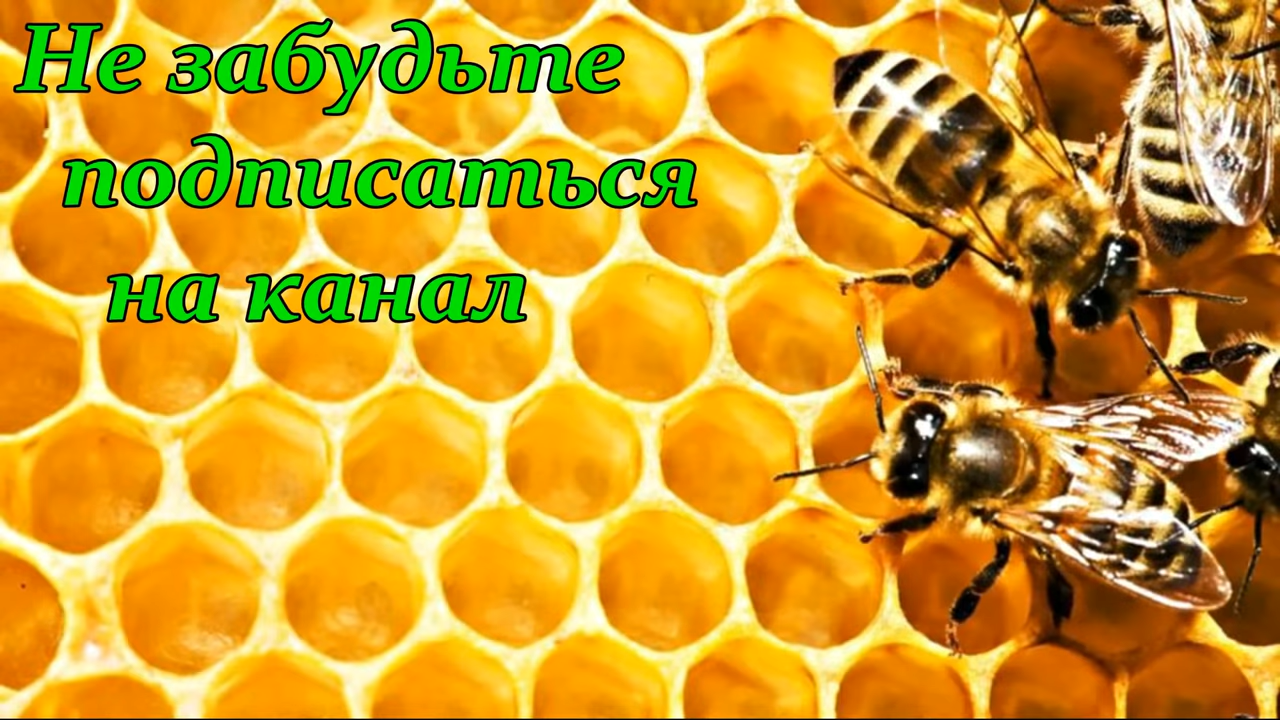 Не забудьте
подписаться
на канал